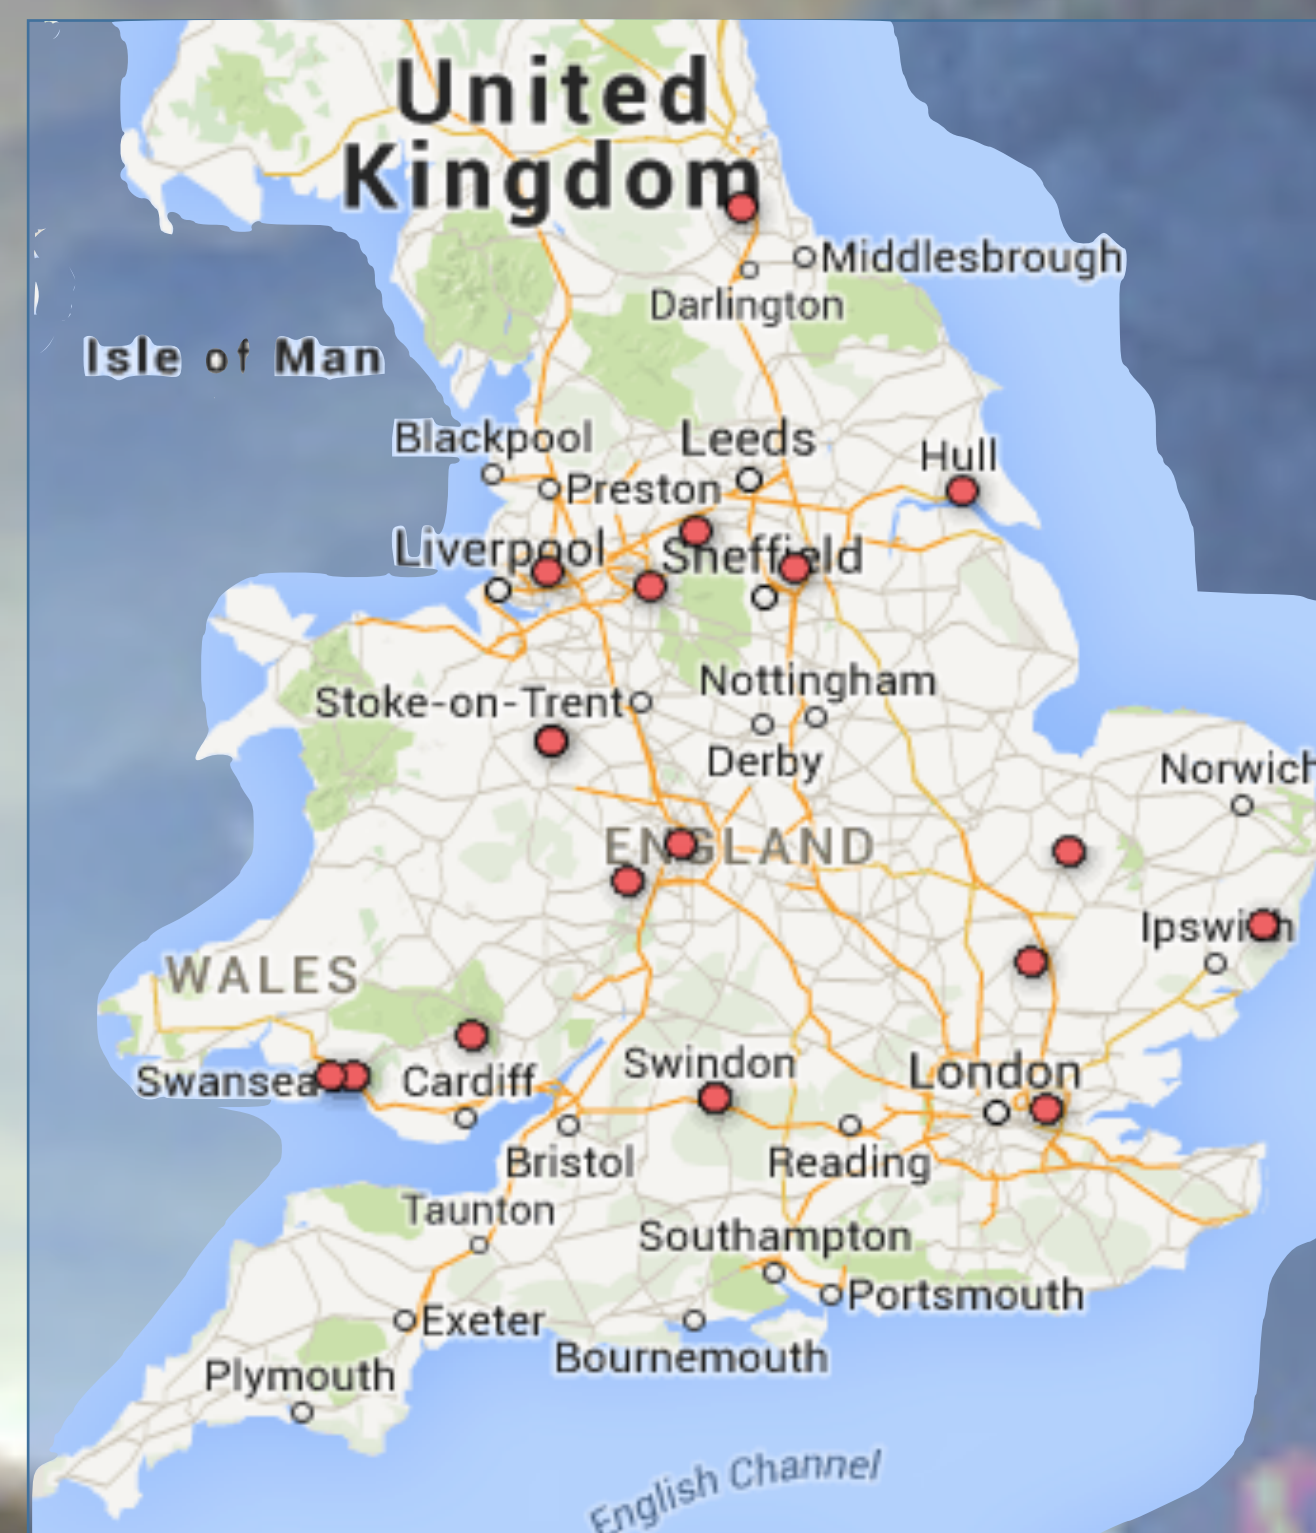 United
Kingdom
Middlesbrough
Darlington
Isle of Man
Blackpool
Leeds
Hull
Preston
Liverpool
Sheffield
Nottingham
Stoke-on-Trent
Derby
Norwich
ENGLAND
Ipswich
WALES
Swindon
London
Swansea
Cardiff
Bristol
Reading
Taunton
Southampton
Portsmouth
Exeter
Bournemouth
Plymouth
English Channel